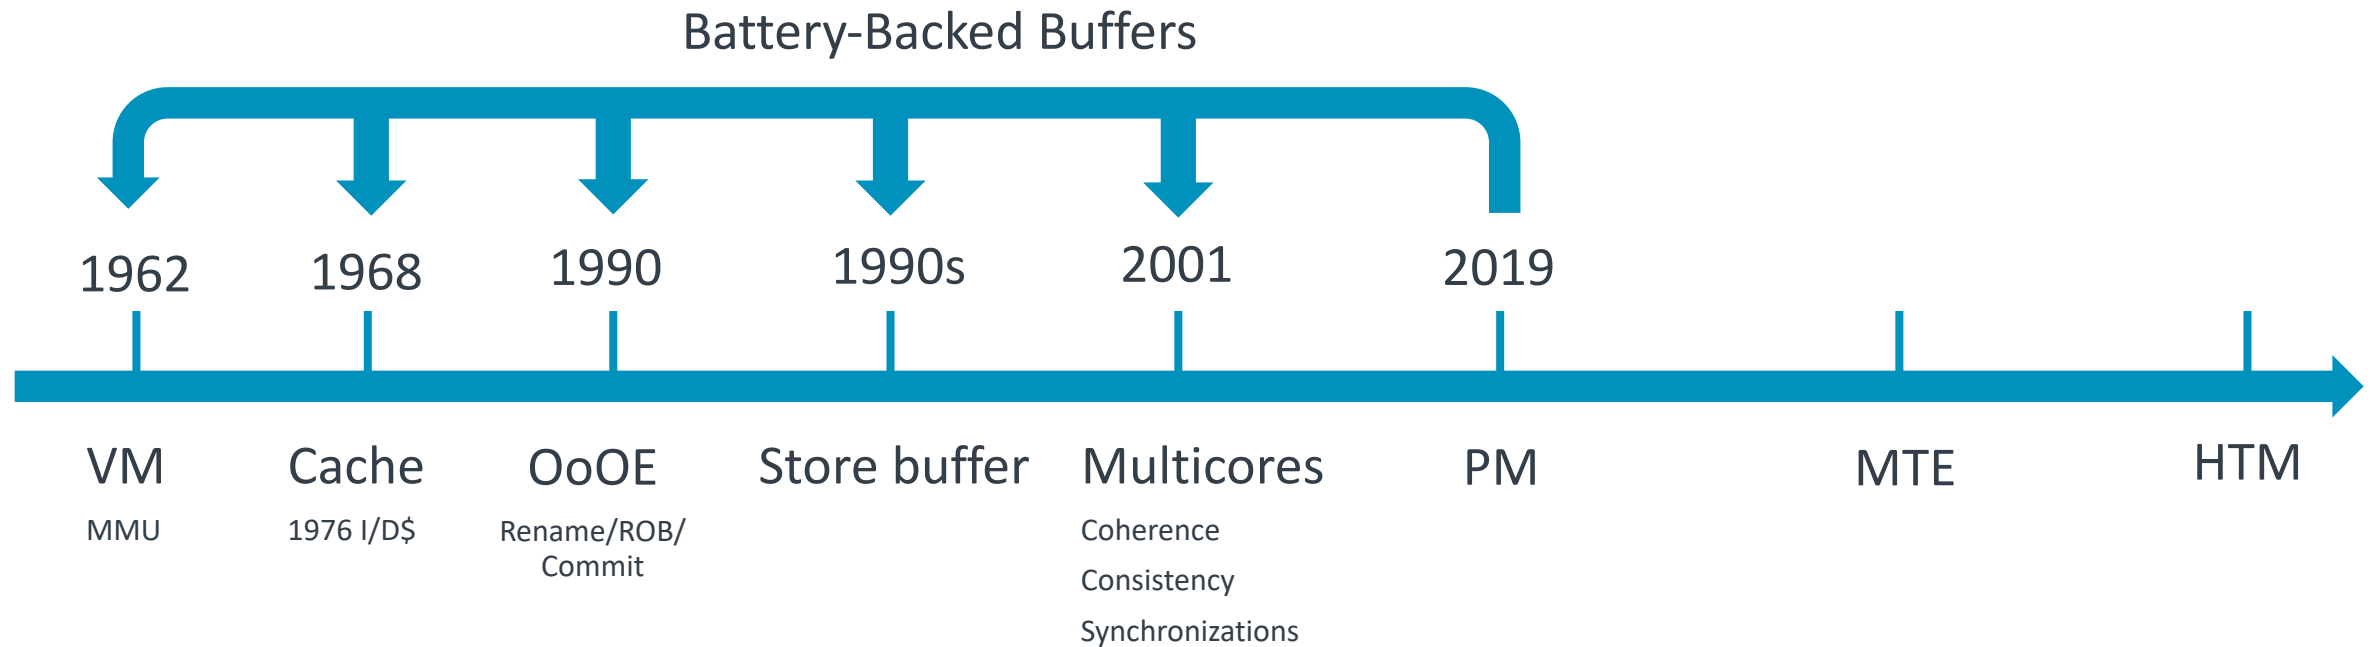 Battery-Backed Buffers
1962
1968
1990
1990s
2001
2019
VM
Cache
OoOE
Store buffer
Multicores
PM
MTE
HTM
MMU
1976 I/D$
Rename/ROB/
Commit
Coherence
Consistency
Synchronizations